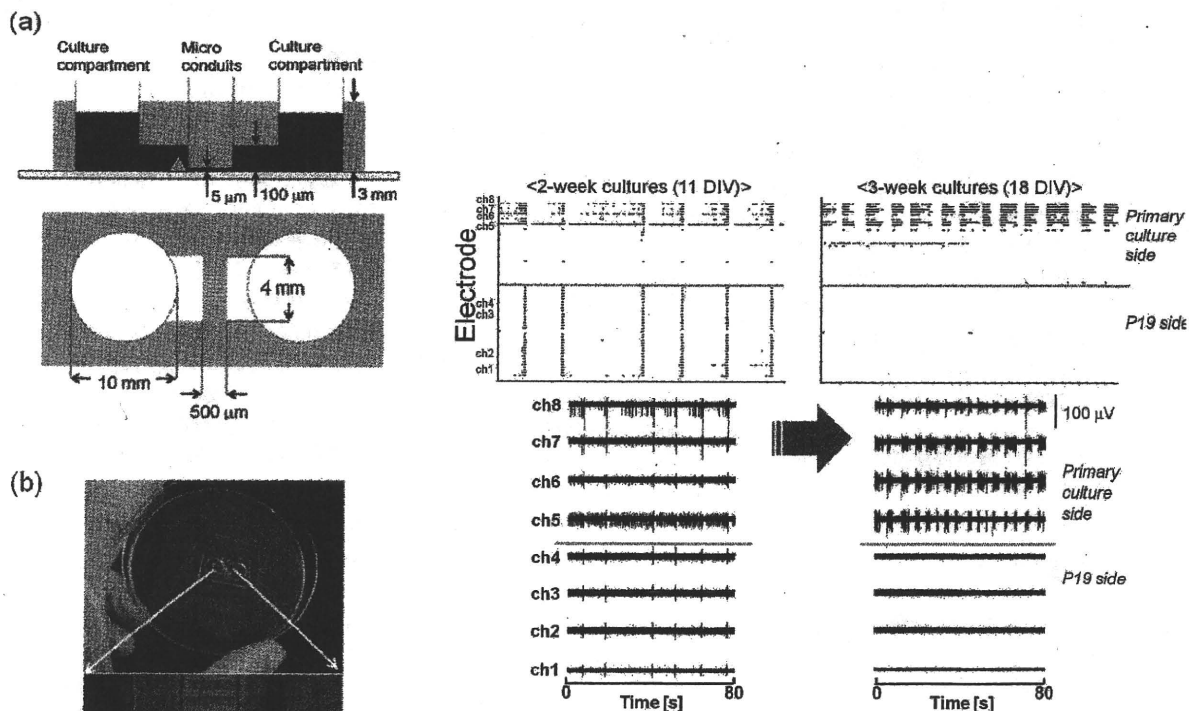 (a)
Culture compartment
Micro conduits
Culture compartment
5 μm
100 μm
3 mm
4 mm
10 mm
500 μm
(b)
<2-week cultures (11 DIV)>
<3-week cultures (18 DIV)>
Electrode
ch8
ch7
ch6
ch5
ch4
ch3
ch2
ch1
Primary
culture
side
P19 side
ch8
ch7
ch6
ch5
ch4
ch3
ch2
ch1
100 μV
Primary
culture
side
P19 side
0
80
Time [s]
0
80
Time [s]